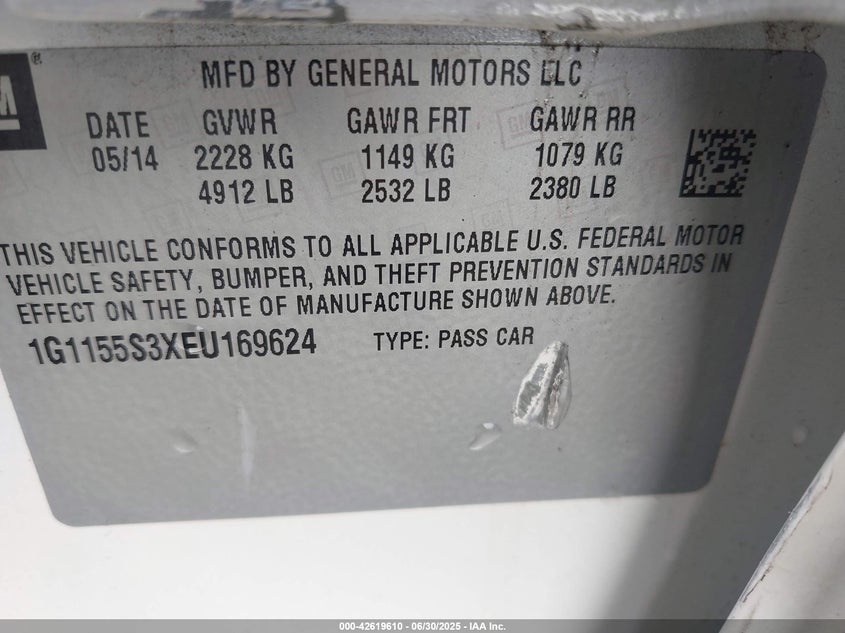 MFD BY GENERAL MOTORS LLC
DATE GVWR GAWR FRT GAWR RR
05/14 2228 KG 1149 KG 1079 KG
4912 LB 2532 LB 2380 LB
THIS VEHICLE CONFORMS TO ALL APPLICABLE U.S. FEDERAL MOTOR
VEHICLE SAFETY, BUMPER, AND THEFT PREVENTION STANDARDS IN
EFFECT ON THE DATE OF MANUFACTURE SHOWN ABOVE.
1G1155S3XEU169624 TYPE: PASS CAR
000-42619610 - 06/30/2025 - IAA Inc.